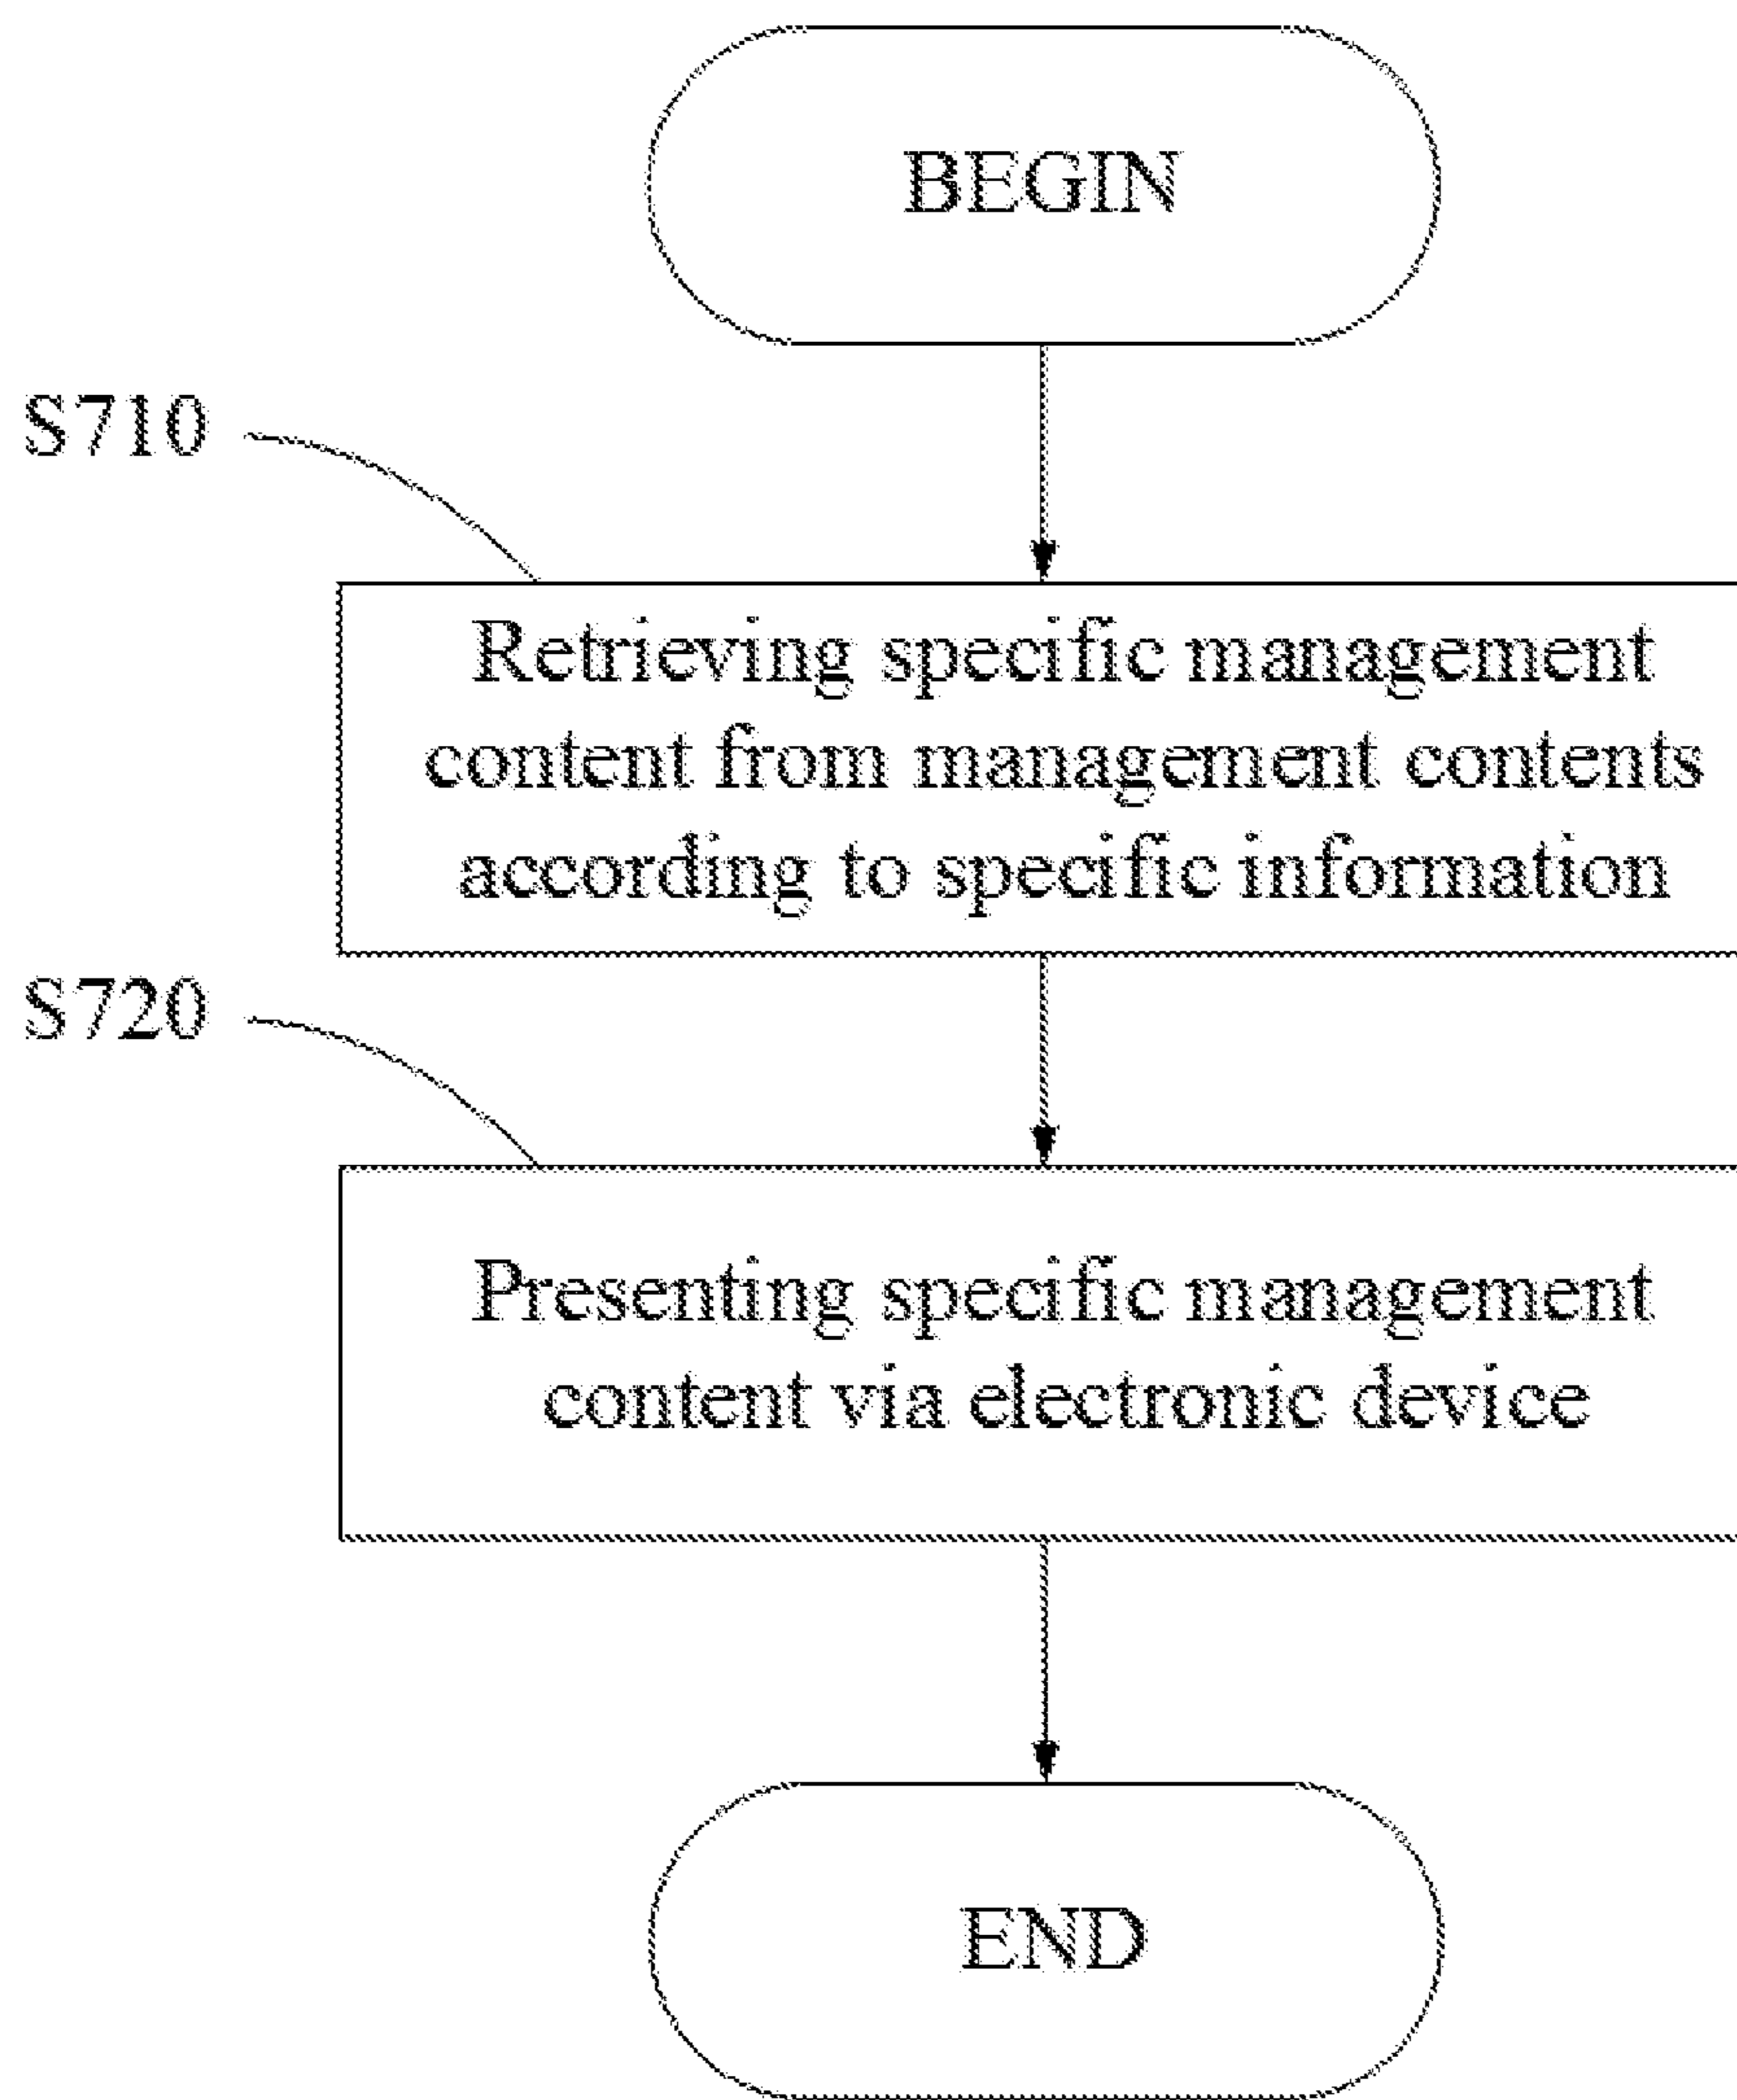 BEGIN
S710
Retrieving specific management
content from management contents
according to specific information
S720
Presenting specific management
content via electronic device
END